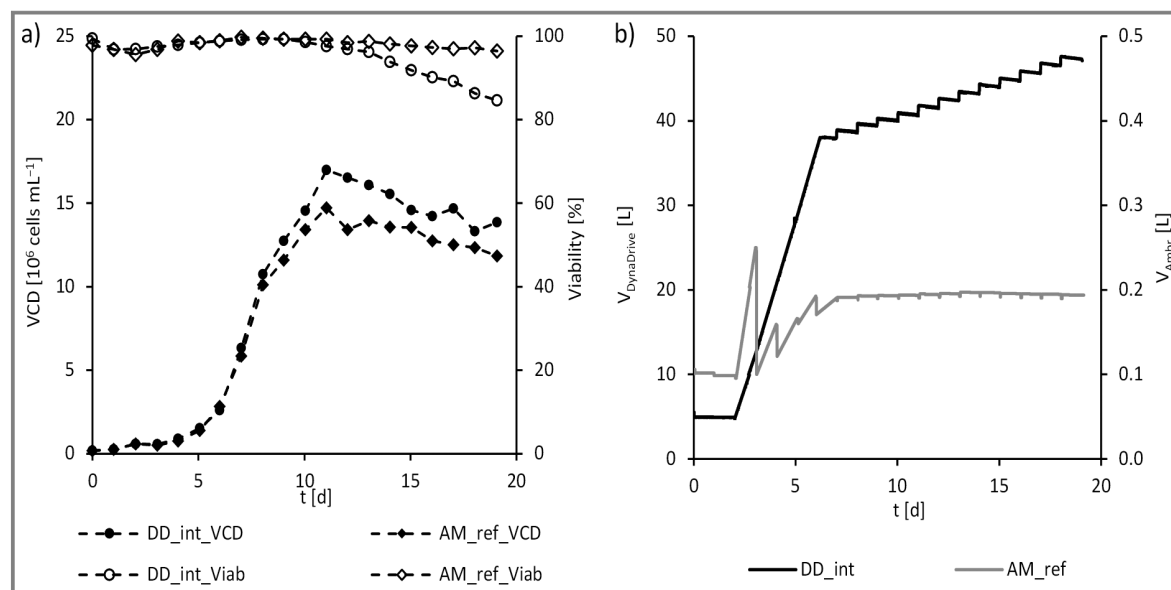 a)
25
20
15
10
5
0
VCD [10⁶ cells mL⁻¹]
100
80
60
40
20
0
Viability [%]
0 5 10 15 20
t [d]
DD_int_VCD AM_ref_VCD
DD_int_Viab AM_ref_Viab
b)
50
40
30
20
10
0
V_DynaDrive [L]
0.5
0.4
0.3
0.2
0.1
0.0
V_Ambr [L]
0 5 10 15 20
t [d]
DD_int AM_ref